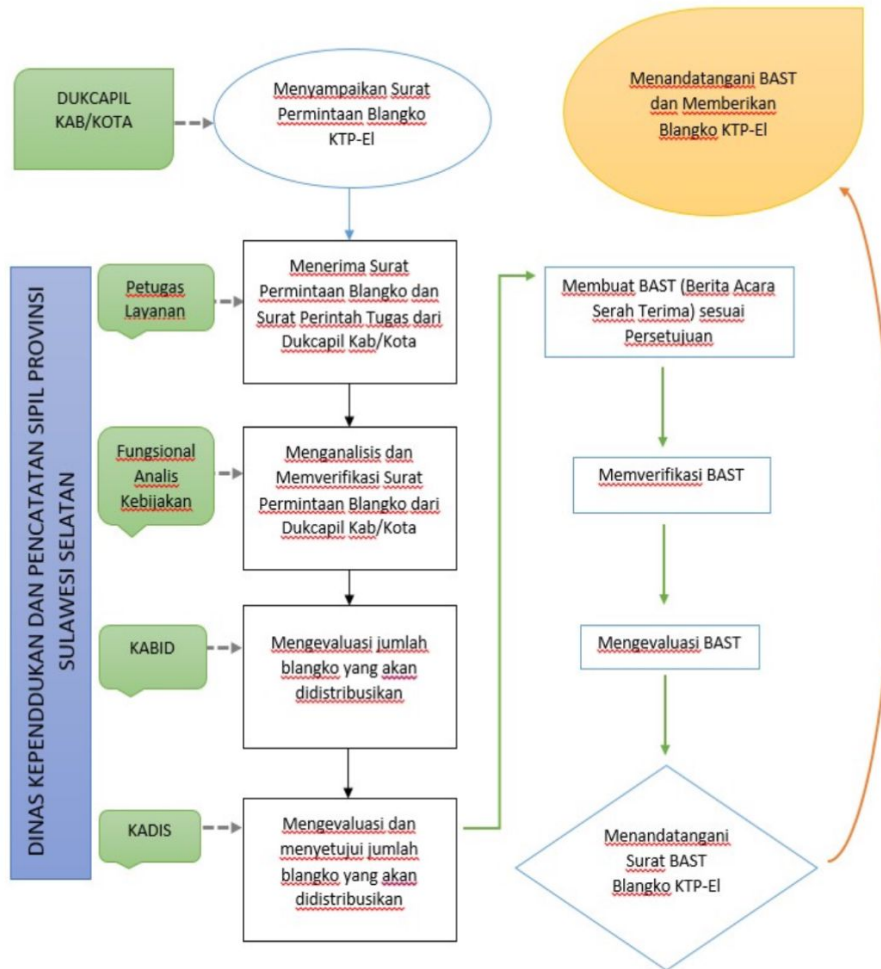 DUKCAPIL
KAB/KOTA
Menyampaikan Surat
Permintaan Blangko
KTP-El
Menandatangani BAST
dan Memberikan
Blangko KTP-El
DINAS KEPENDDUKAN DAN PENCATATAN SIPIL PROVINSI
SULAWESI SELATAN
Petugas
Layanan
Menerima Surat
Permintaan Blangko dan
Surat Perintah Tugas dari
Dukcapil Kab/Kota
Fungsional
Analis
Kebijakan
Menganalisis dan
Memverifikasi Surat
Permintaan Blangko dari
Dukcapil Kab/Kota
KABID
Mengevaluasi jumlah
blangko yang akan
didistribusikan
KADIS
Mengevaluasi dan
menyetujui jumlah
blangko yang akan
didistribusikan
Membuat BAST (Berita Acara
Serah Terima) sesuai
Persetujuan
Memverifikasi BAST
Mengevaluasi BAST
Menandatangani
Surat BAST
Blangko KTP-El